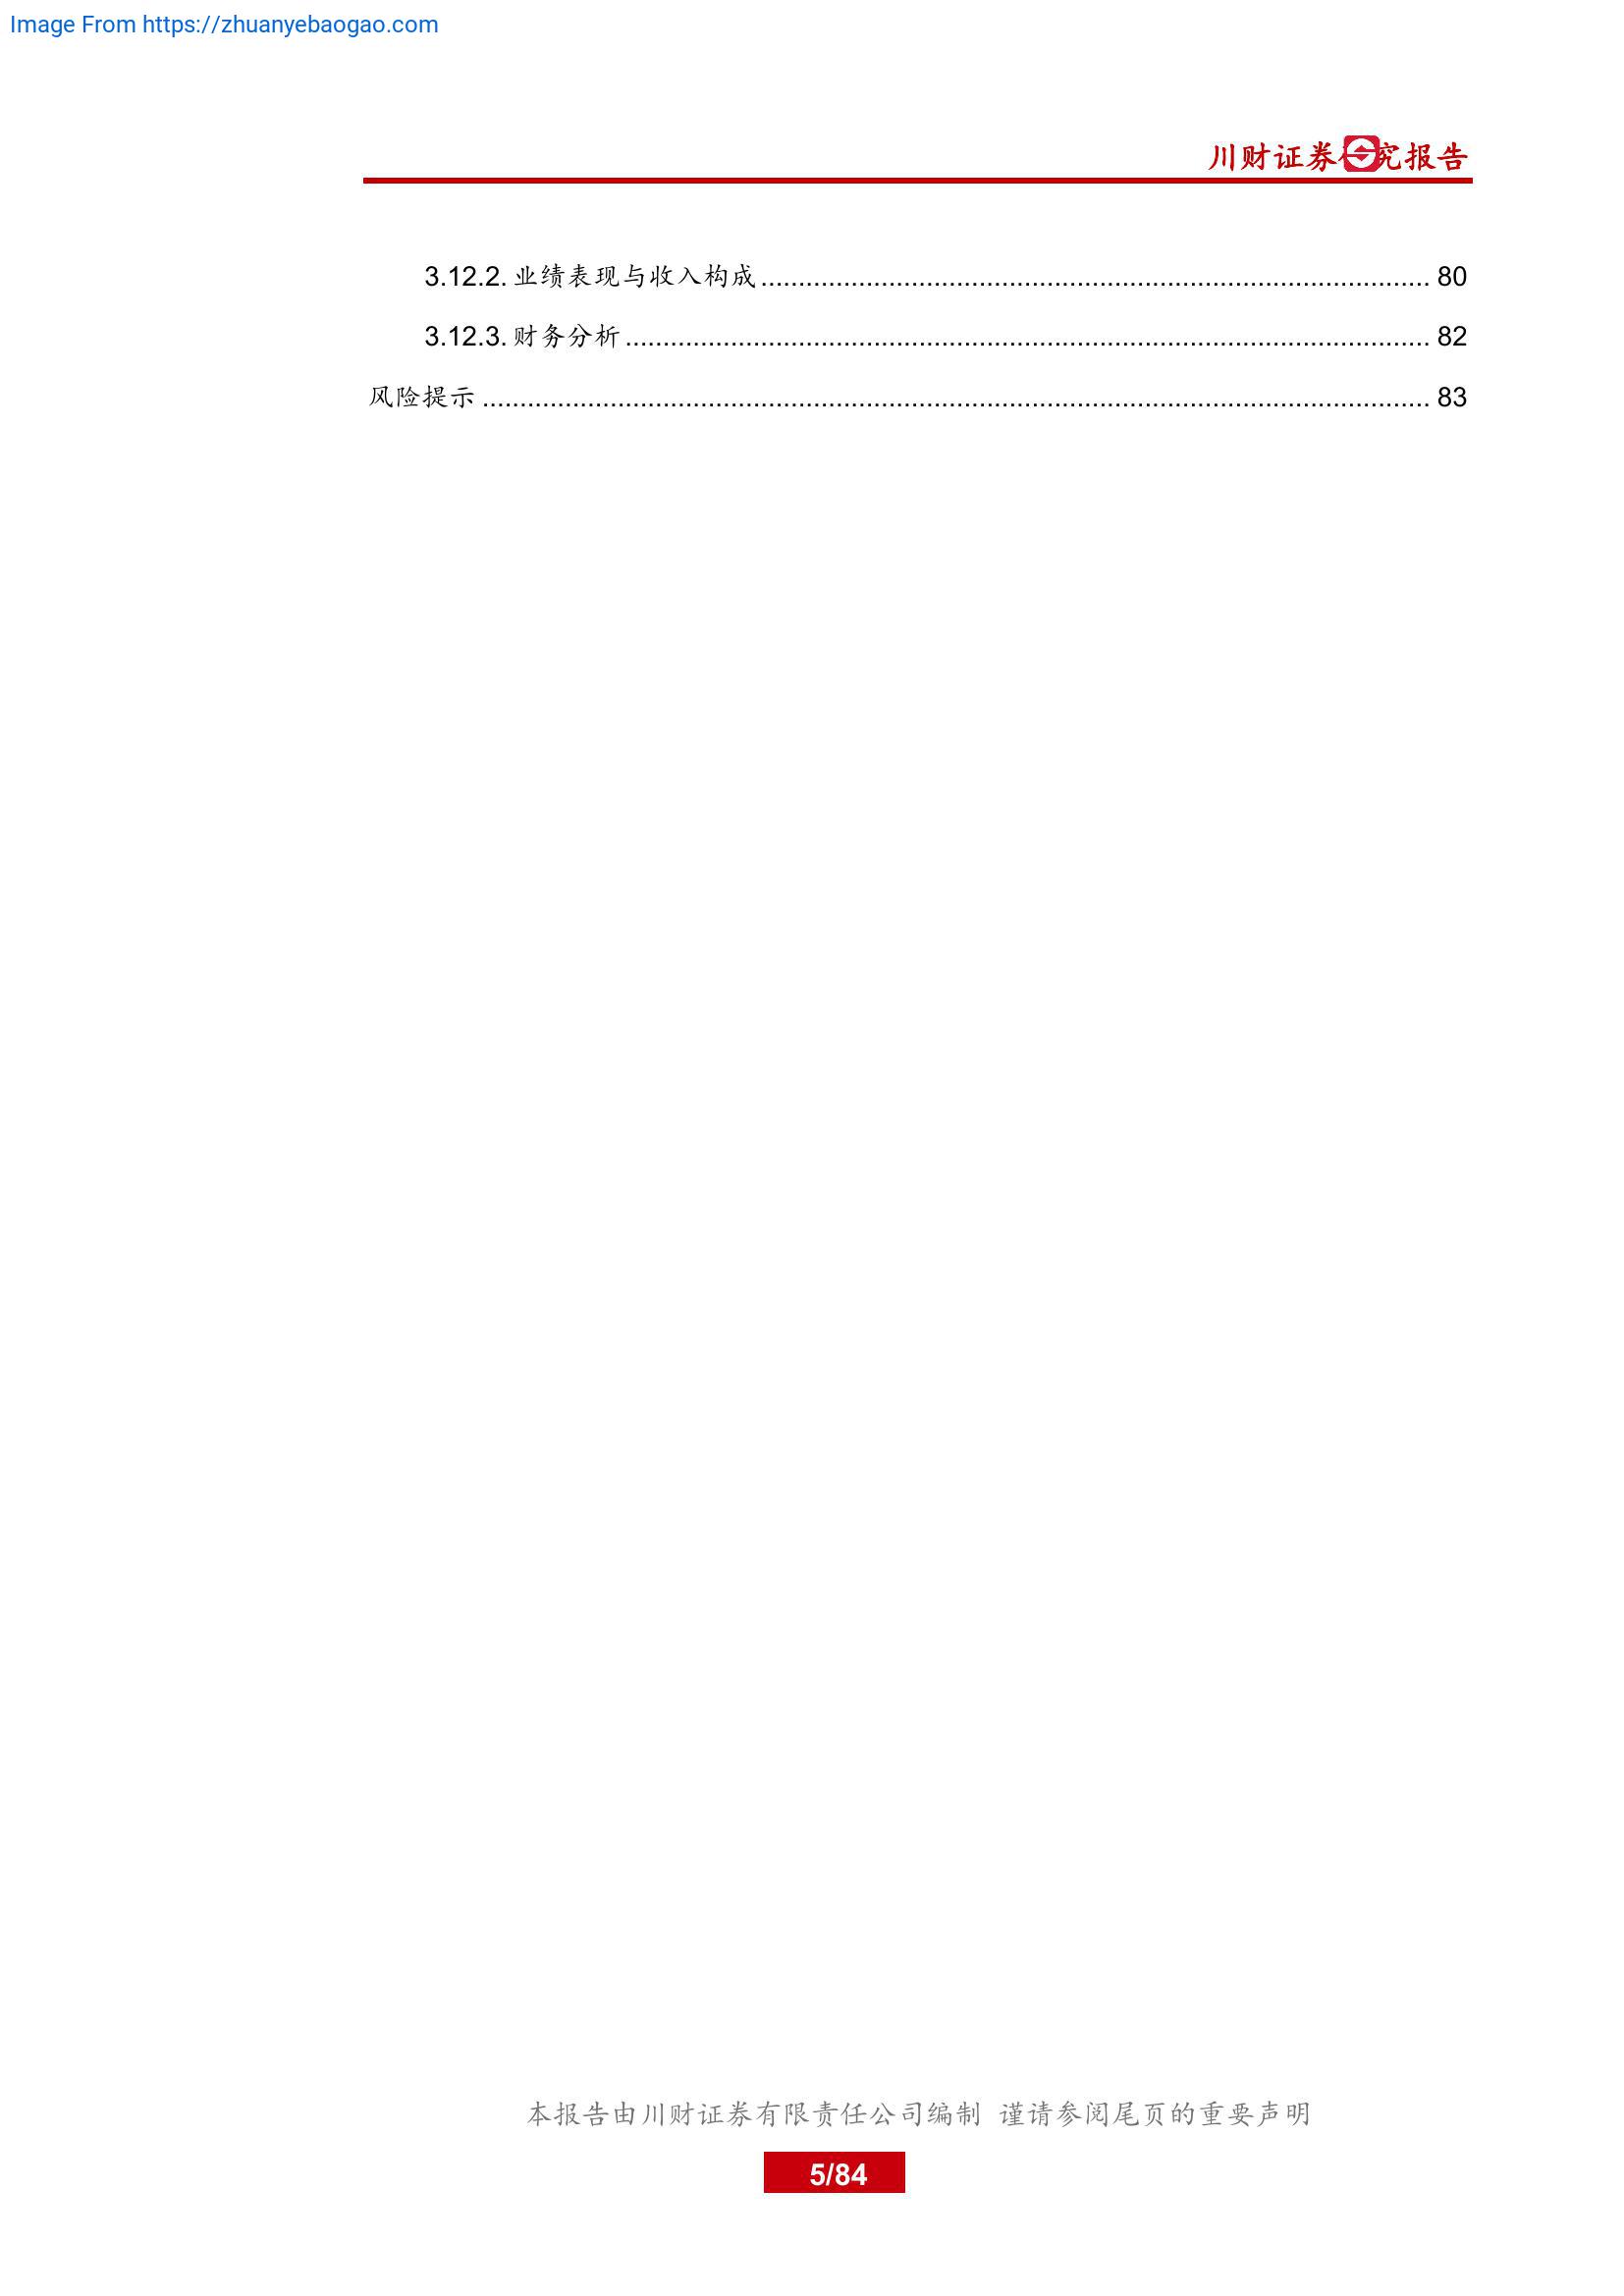 Image From https://zhuanyebaogao.com
川财证券究报告
3.12.2. 业绩表现与收入构成 ........................................................................................ 80
3.12.3. 财务分析 .......................................................................................................... 82
风险提示 ............................................................................................................................. 83
本报告由川财证券有限责任公司编制 谨请参阅尾页的重要声明
5/84